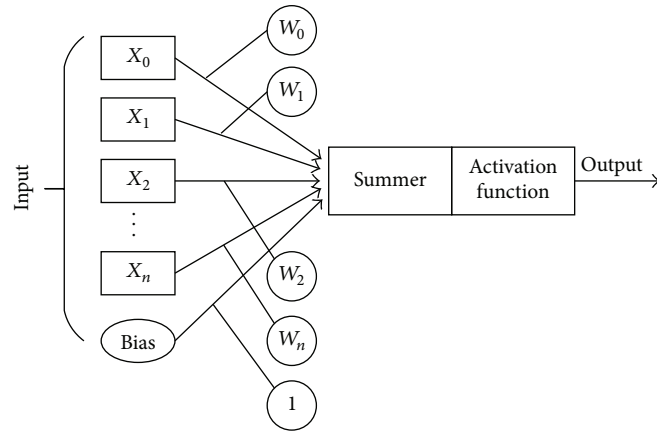 W₀
X₀
W₁
X₁
Input
X₂
Summer
Activation
function
Output
⋮
Xₙ
W₂
Bias
Wₙ
1